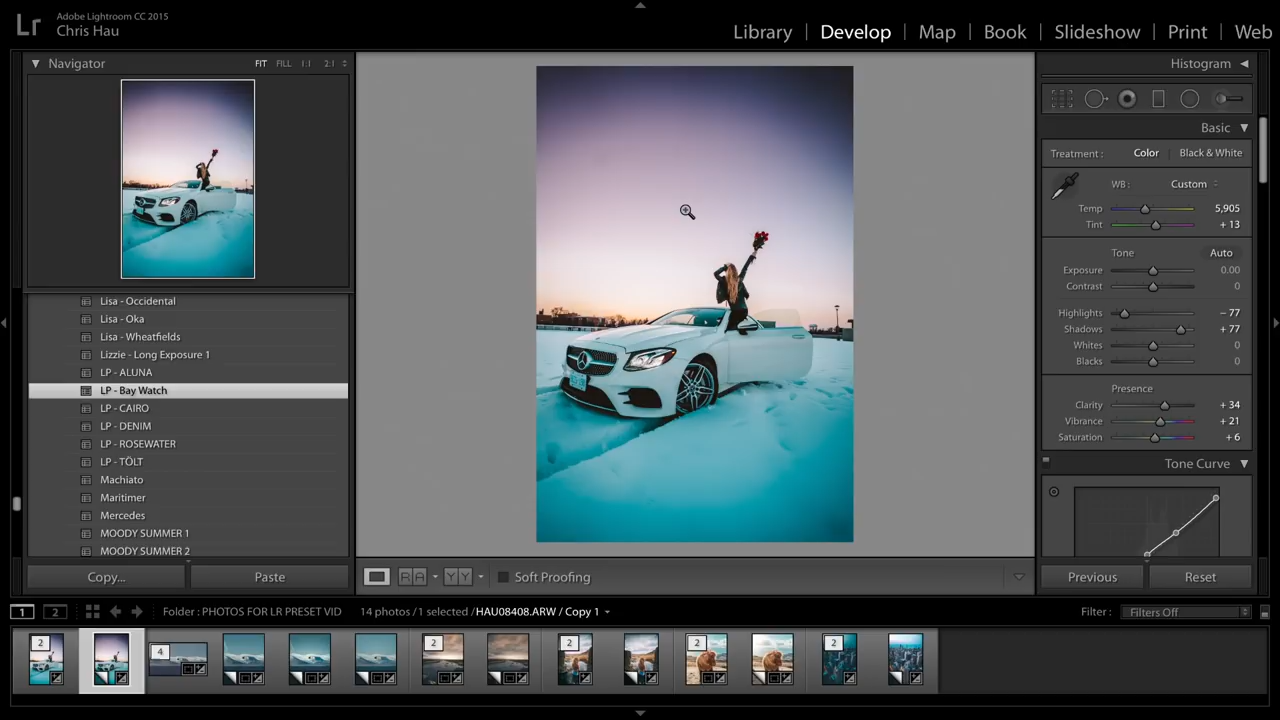 Lr
Adobe Lightroom CC 2015
Chris Hau
Library | Develop | Map | Book | Slideshow | Print | Web
Navigator FIT FILL 1:1 2:1
Lisa - Occidental
Lisa - Oka
Lisa - Wheatfields
Lizzie - Long Exposure 1
LP - ALUNA
LP - Bay Watch
LP - CAIRO
LP - DENIM
LP - ROSEWATER
LP - TÖLT
Machiato
Maritimer
Mercedes
MOODY SUMMER 1
MOODY SUMMER 2
Copy... Paste
Soft Proofing
Histogram
Basic
Treatment : Color Black & White
WB : Custom
Temp 5,905
Tint + 13
Tone Auto
Exposure 0.00
Contrast 0
Highlights – 77
Shadows + 77
Whites 0
Blacks 0
Presence
Clarity + 34
Vibrance + 21
Saturation + 6
Tone Curve
Previous Reset
1 2 Folder : PHOTOS FOR LR PRESET VID 14 photos / 1 selected / HAU08408.ARW / Copy 1 Filter : Filters Off
2 4 2 2 2 2